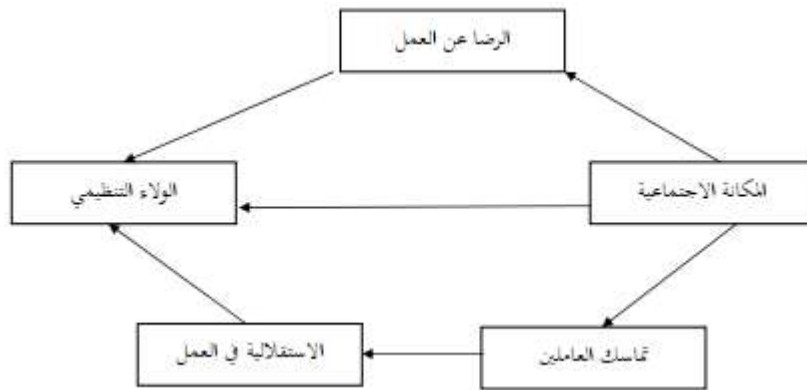 الرضا عن العمل
المكانة الاجتماعية
الولاء التنظيمي
تماسك العاملين
الاستقلالية في العمل